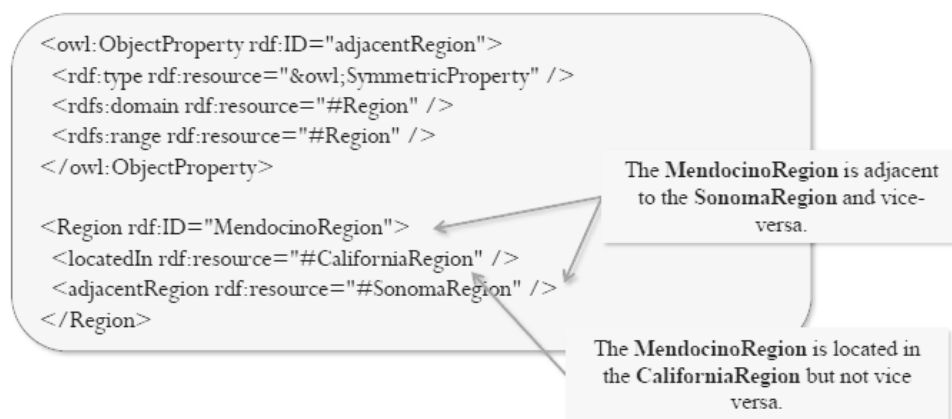 <owl:ObjectProperty rdf:ID="adjacentRegion">
<rdf:type rdf:resource="&owl;SymmetricProperty" />
<rdfs:domain rdf:resource="#Region" />
<rdfs:range rdf:resource="#Region" />
</owl:ObjectProperty>
<Region rdf:ID="MendocinoRegion">
<locatedIn rdf:resource="#CaliforniaRegion" />
<adjacentRegion rdf:resource="#SonomaRegion" />
</Region>
The MendocinoRegion is adjacent
to the SonomaRegion and vice-
versa.
The MendocinoRegion is located in
the CaliforniaRegion but not vice
versa.